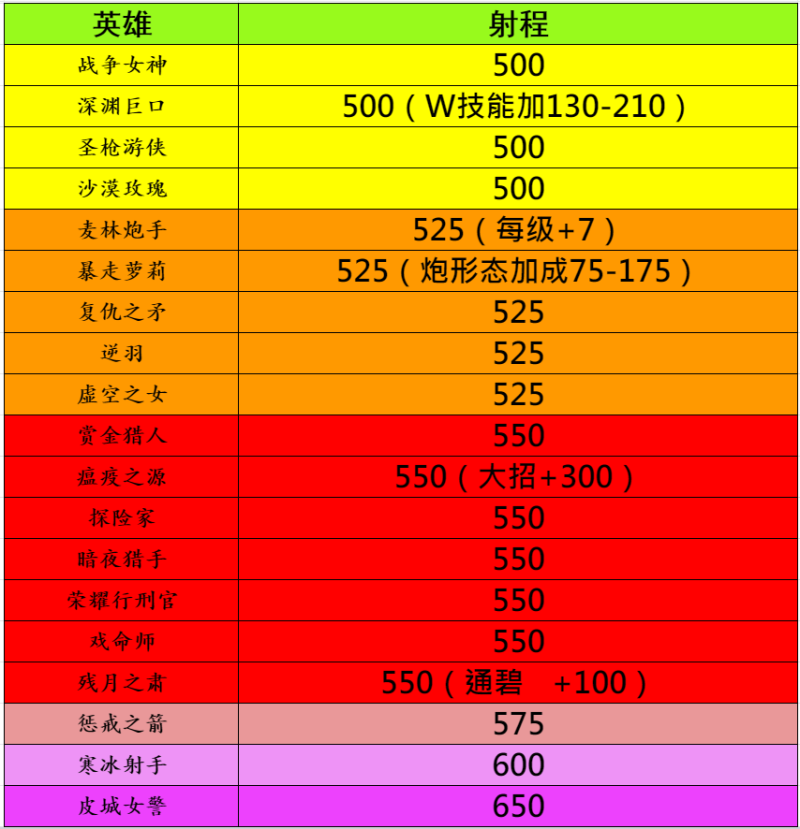 英雄 射程
战争女神 500
深渊巨口 500（W技能加130-210）
圣枪游侠 500
沙漠玫瑰 500
麦林炮手 525（每级+7）
暴走萝莉 525（炮形态加成75-175）
复仇之矛 525
逆羽 525
虚空之女 525
赏金猎人 550
瘟疫之源 550（大招+300）
探险家 550
暗夜猎手 550
荣耀行刑官 550
戏命师 550
残月之肃 550（通碧 +100）
惩戒之箭 575
寒冰射手 600
皮城女警 650